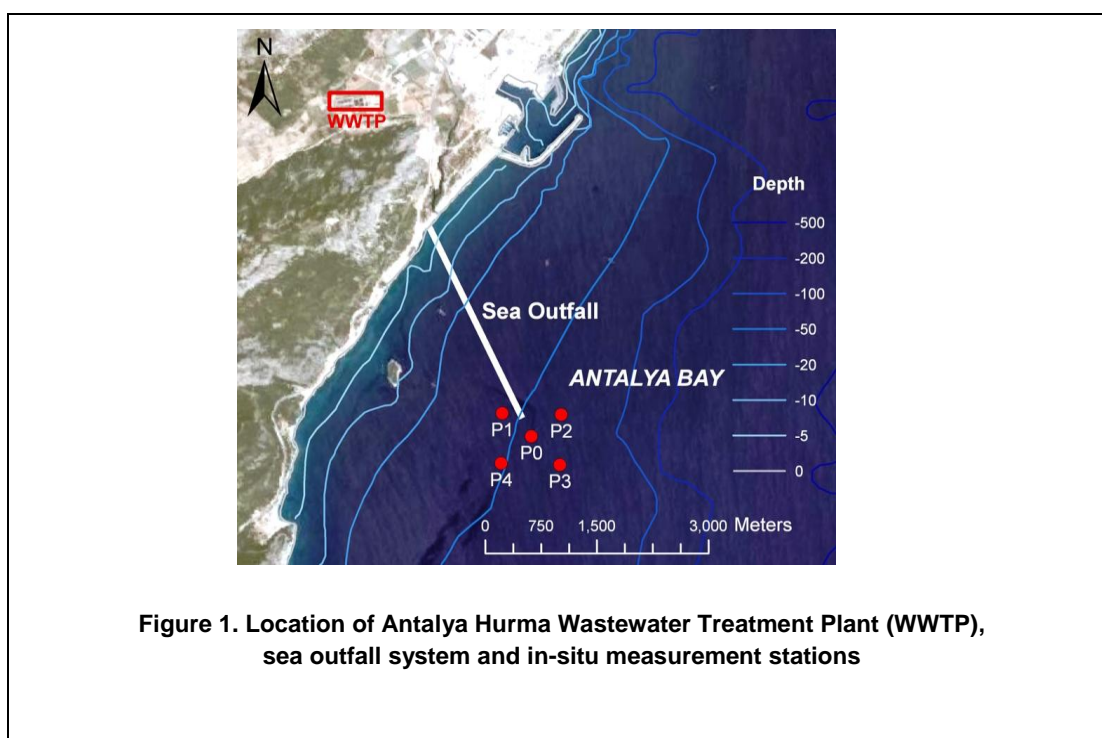 N
WWTP
Depth
-500
-200
-100
-50
-20
-10
-5
0
Sea Outfall
ANTALYA BAY
P1
P2
P0
P4
P3
0 750 1,500 3,000 Meters
Figure 1. Location of Antalya Hurma Wastewater Treatment Plant (WWTP),
sea outfall system and in-situ measurement stations